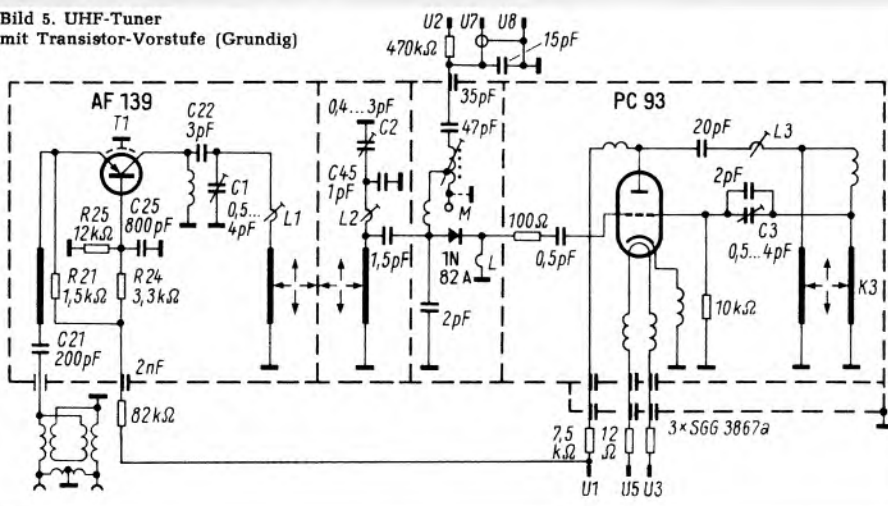 Bild 5. UHF-Tuner
mit Transistor-Vorstufe (Grundig)
U2 U7 U8
470kΩ
15pF
AF 139
T1
C22
3pF
0,4...3pF
C2
35pF
47pF
PC 93
20pF
L3
C1
0,5...
4pF
C45
1pF
2pF
R25
12kΩ
C25
800pF
L1
L2
M
100Ω
C3
0,5...4pF
R21
1,5kΩ
R24
3,3kΩ
1,5pF
1N
82A
L
0,5pF
K3
C21
200pF
2pF
10kΩ
2nF
82kΩ
7,5
kΩ
12
Ω
3×SGG 3867a
U1 U5 U3